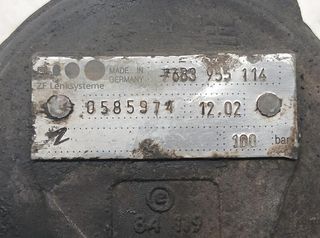 MADE IN
GERMANY
7683 955 114
ZF Lenksysteme
0585974 12.02
100 bar
e